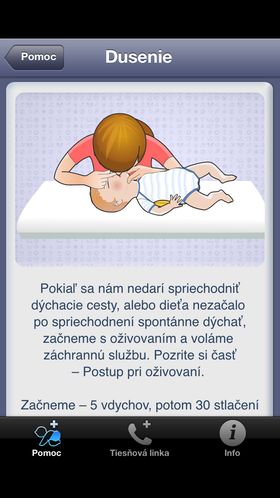 Pomoc
Dusenie
Pokiaľ sa nám nedarí spriechodniť
dýchacie cesty, alebo dieťa nezačalo
po spriechodnení spontánne dýchať,
začneme s oživovaním a voláme
záchrannú službu. Pozrite si časť
– Postup pri oživovaní.
Začneme – 5 vdychov, potom 30 stlačení
Pomoc
Tiesňová linka
Info